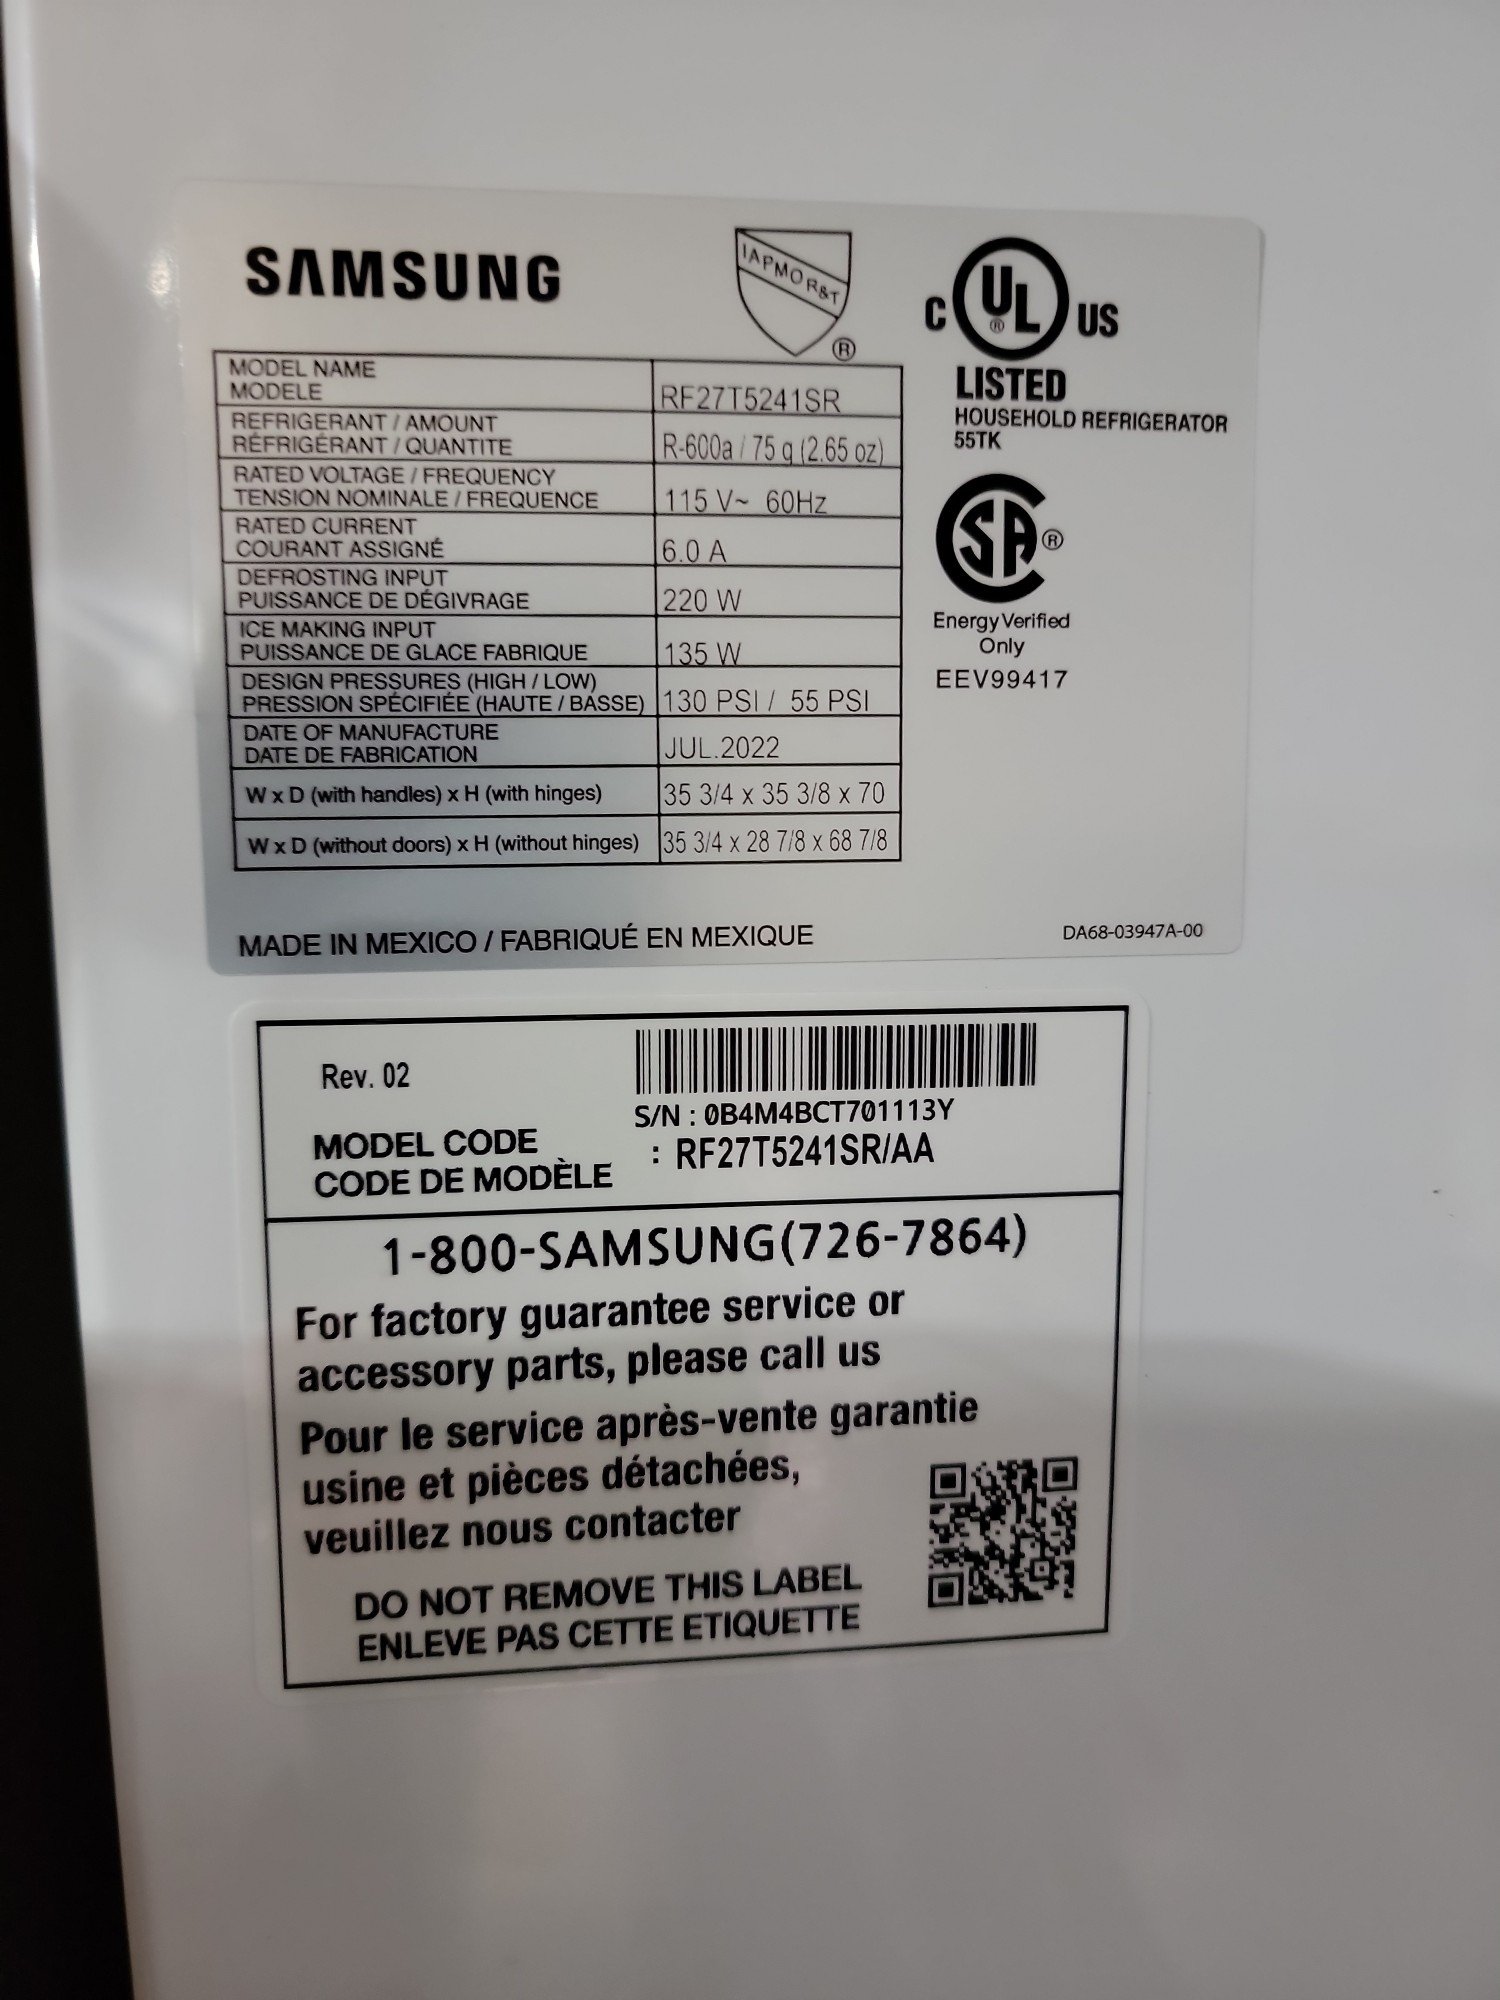 SAMSUNG
IAPMO R&T ®
C UL ® US
LISTED
HOUSEHOLD REFRIGERATOR
55TK
SA ®
Energy Verified
Only
EEV99417
MODEL NAME
MODELE RF27T5241SR
REFRIGERANT / AMOUNT
RÉFRIGÉRANT / QUANTITE R-600a / 75 g (2.65 oz)
RATED VOLTAGE / FREQUENCY
TENSION NOMINALE / FREQUENCE 115 V~ 60Hz
RATED CURRENT
COURANT ASSIGNÉ 6.0 A
DEFROSTING INPUT
PUISSANCE DE DÉGIVRAGE 220 W
ICE MAKING INPUT
PUISSANCE DE GLACE FABRIQUE 135 W
DESIGN PRESSURES (HIGH / LOW)
PRESSION SPÉCIFIÉE (HAUTE / BASSE) 130 PSI / 55 PSI
DATE OF MANUFACTURE
DATE DE FABRICATION JUL.2022
W x D (with handles) x H (with hinges) 35 3/4 x 35 3/8 x 70
W x D (without doors) x H (without hinges) 35 3/4 x 28 7/8 x 68 7/8
MADE IN MEXICO / FABRIQUÉ EN MEXIQUE DA68-03947A-00
Rev. 02
S/N : 0B4M4BCT701113Y
MODEL CODE
CODE DE MODÈLE : RF27T5241SR/AA
1-800-SAMSUNG(726-7864)
For factory guarantee service or
accessory parts, please call us
Pour le service après-vente garantie
usine et pièces détachées,
veuillez nous contacter
DO NOT REMOVE THIS LABEL
ENLEVE PAS CETTE ETIQUETTE